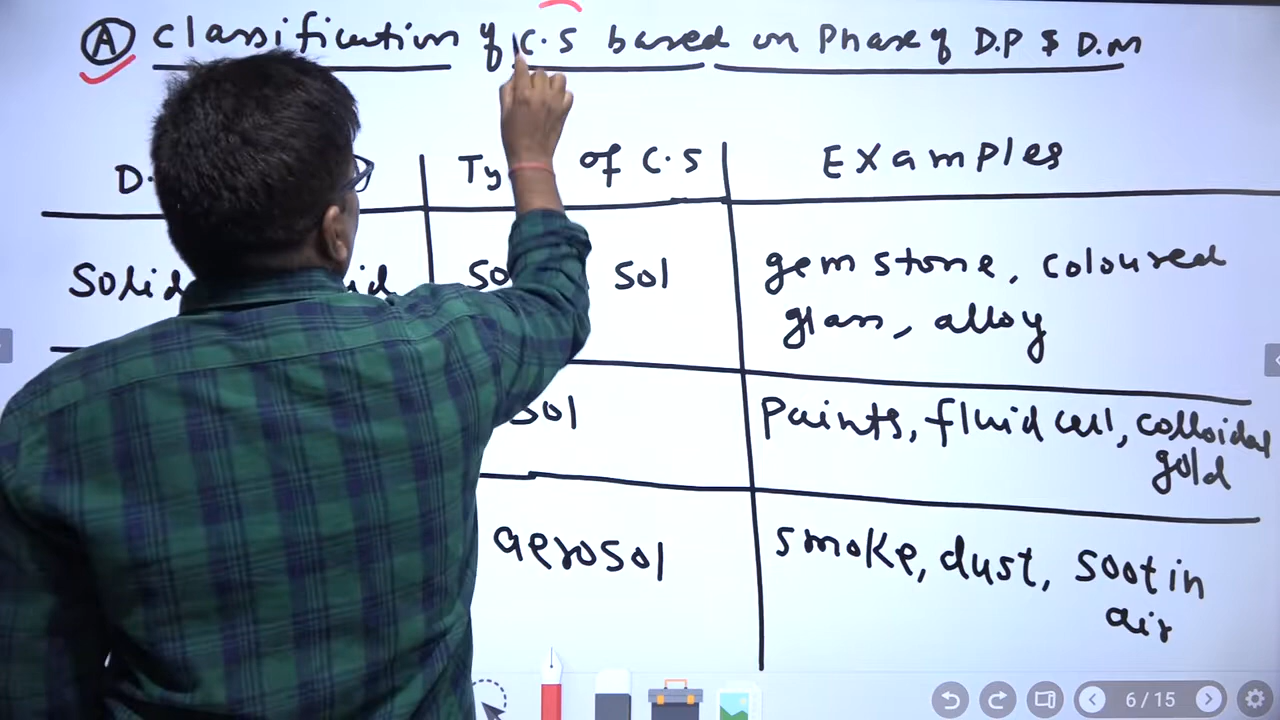 A Classification of C.S based on Phase of D.P $ D.M
of C.S Examples
Solid Sol gem stone, coloured
glass, alloy
Sol Paints, fluid cell, colloidal
gold
aerosol Smoke, dust, soot in
air
6 / 15